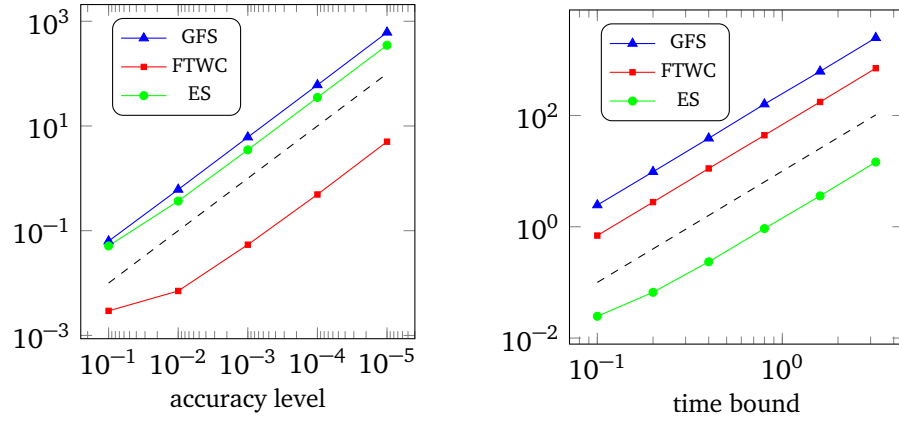 10^3
10^1
10^−1
10^−3
GFS
FTWC
ES
10^−1 10^−2 10^−3 10^−4 10^−5
accuracy level
10^2
10^0
10^−2
GFS
FTWC
ES
10^−1 10^0
time bound